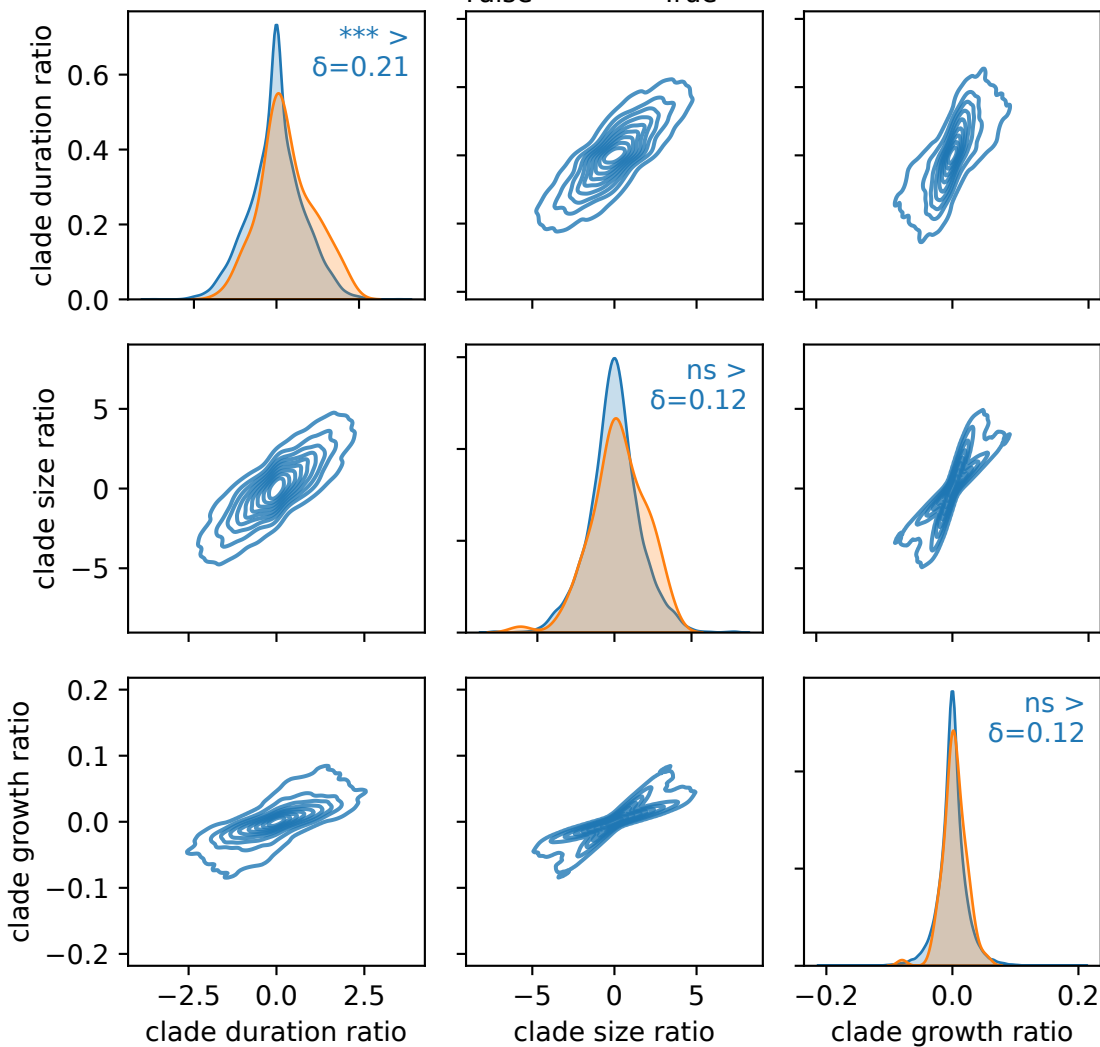 True
clade duration ratio
0.6
0.4
0.2
0.0
*** >
δ=0.21
clade size ratio
5
0
−5
ns >
δ=0.12
clade growth ratio
0.2
0.1
0.0
−0.1
−0.2
ns >
δ=0.12
−2.5 0.0 2.5
−5 0 5
−0.2 0.0 0.2
clade duration ratio
clade size ratio
clade growth ratio